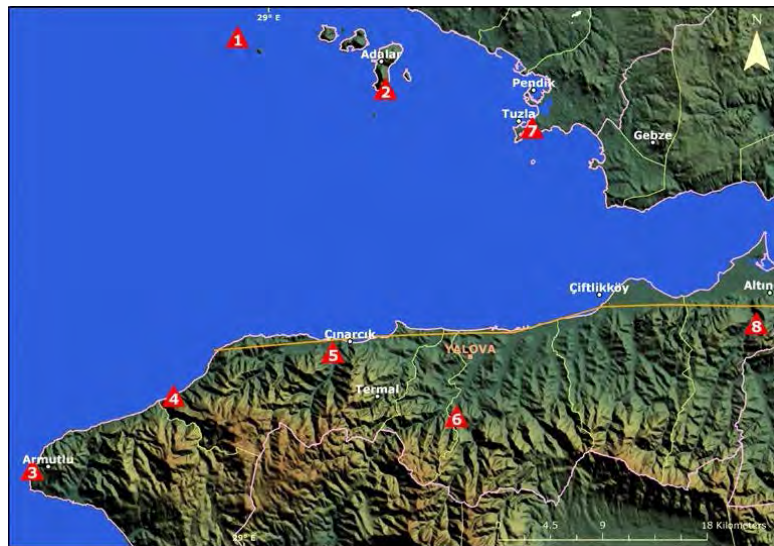 29° E
N
1
Adalar
2
Pendik
Tuzla
7
Gebze
Çiftlikköy
Altın
8
Çınarcık
5
YALOVA
Termal
4
6
Armutlu
3
29° E
0 4.5 9 18 Kilometers